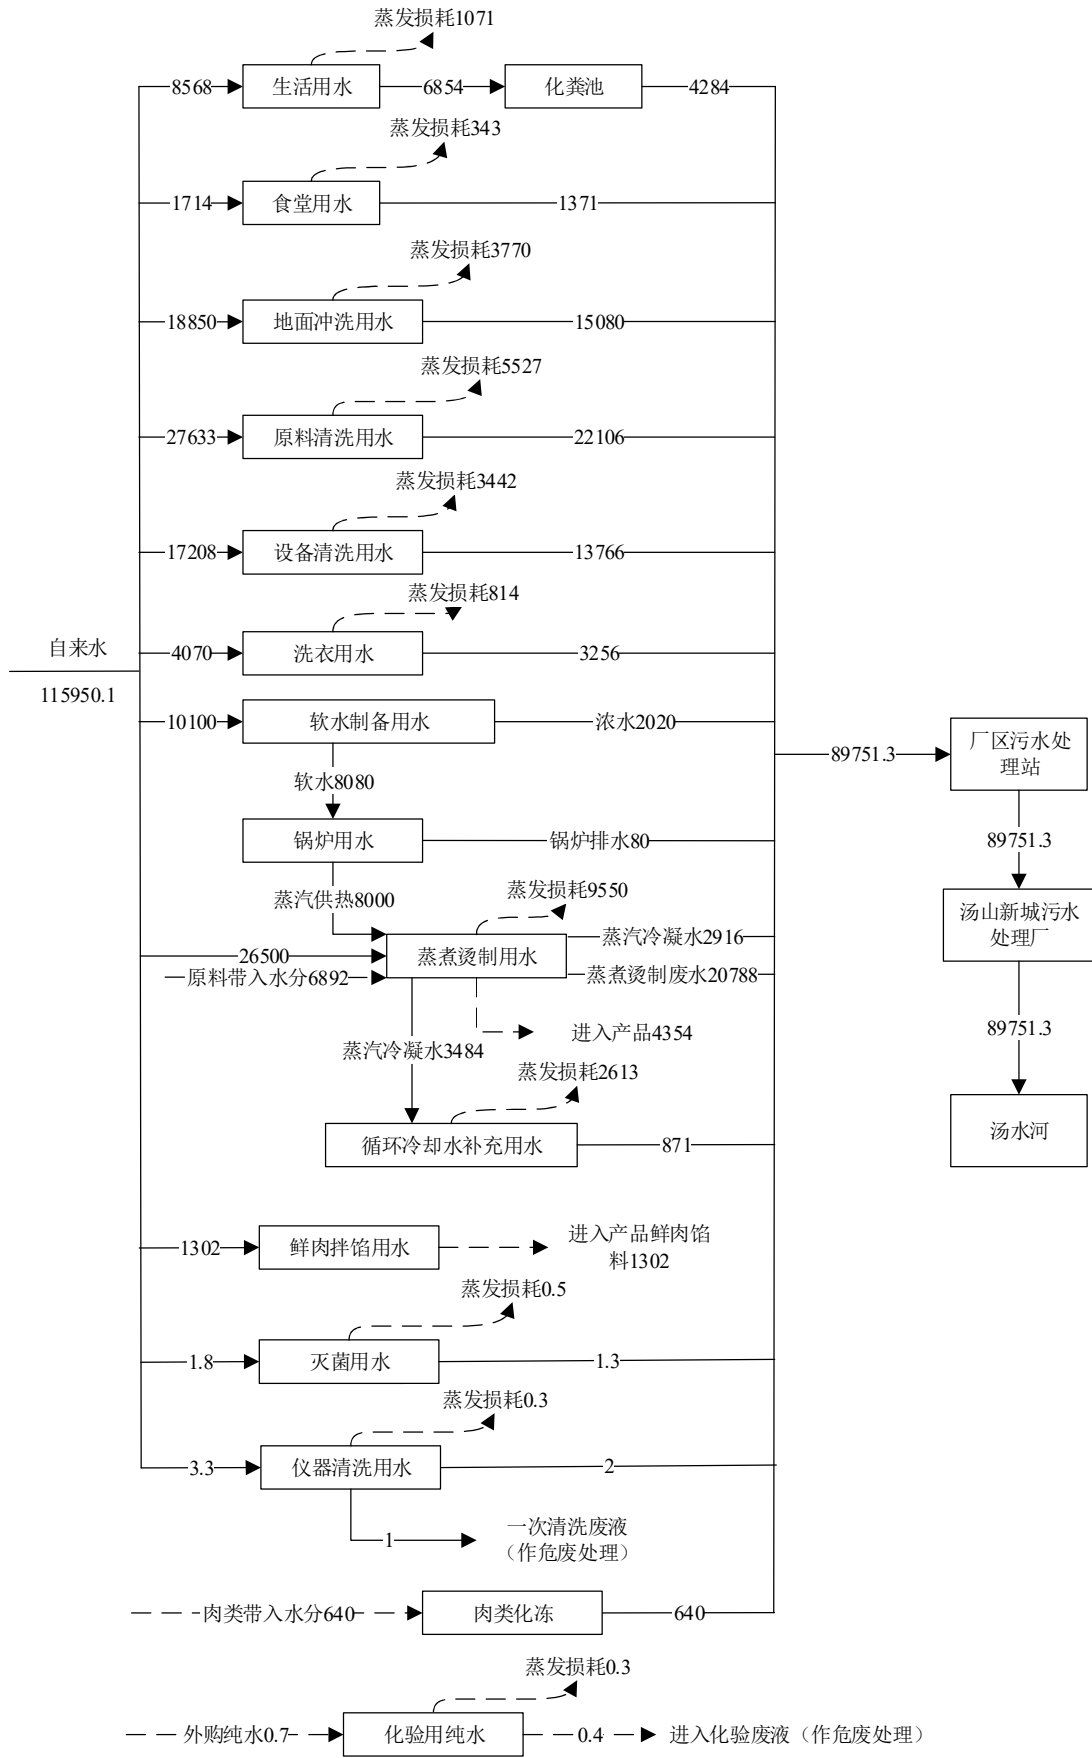 蒸发损耗1071
8568
生活用水
6854
化粪池
4284
蒸发损耗343
1714
食堂用水
1371
蒸发损耗3770
18850
地面冲洗用水
15080
蒸发损耗5527
27633
原料清洗用水
22106
蒸发损耗3442
17208
设备清洗用水
13766
蒸发损耗814
自来水
115950.1
4070
洗衣用水
3256
10100
软水制备用水
浓水2020
软水8080
锅炉用水
锅炉排水80
89751.3
厂区污水处
理站
89751.3
汤山新城污水
处理厂
89751.3
汤水河
蒸汽供热8000
蒸发损耗9550
26500
原料带入水分6892
蒸煮烫制用水
蒸汽冷凝水2916
蒸煮烫制废水20788
进入产品4354
蒸汽冷凝水3484
蒸发损耗2613
循环冷却水补充用水
871
1302
鲜肉拌馅用水
进入产品鲜肉馅
料1302
蒸发损耗0.5
1.8
灭菌用水
1.3
蒸发损耗0.3
3.3
仪器清洗用水
2
1
一次清洗废液
（作危废处理）
肉类带入水分640
肉类化冻
640
蒸发损耗0.3
外购纯水0.7
化验用纯水
0.4
进入化验废液（作危废处理）